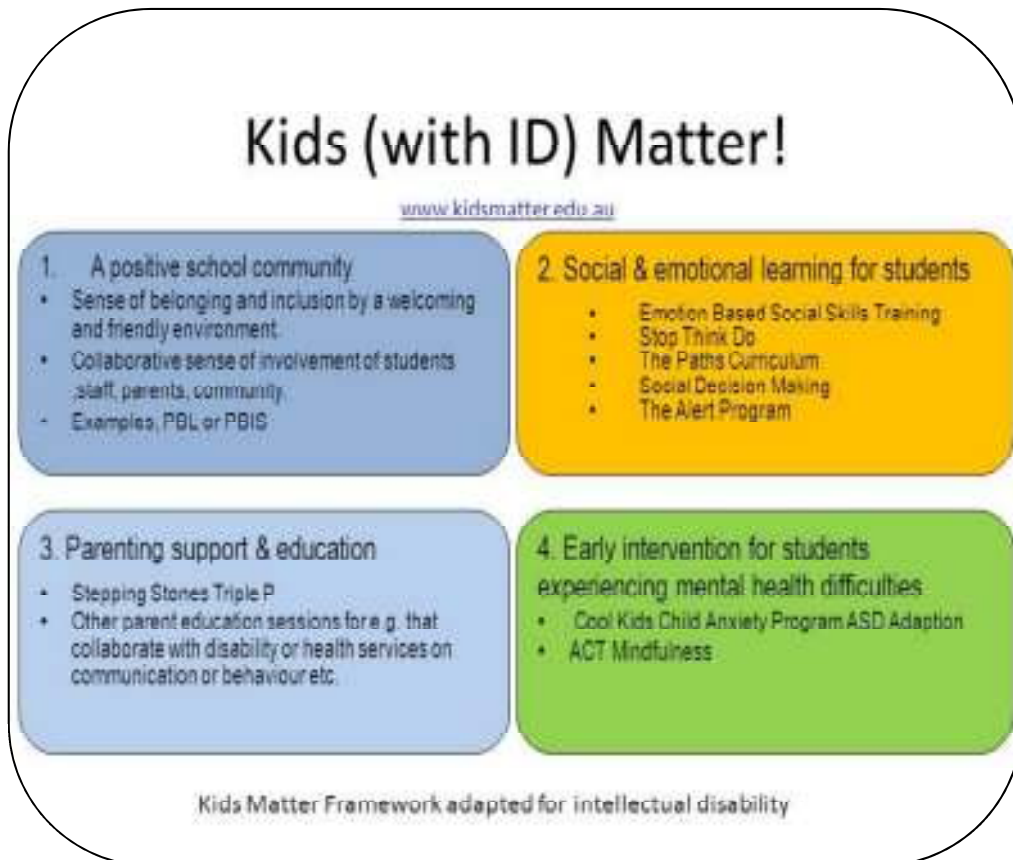 Kids (with ID) Matter!
www.kidsmatter.edu.au
1. A positive school community
• Sense of belonging and inclusion by a welcoming
and friendly environment.
• Collaborative sense of involvement of students
,staff, parents, community.
- Examples, PBL or PBIS
2. Social & emotional learning for students
• Emotion Based Social Skills Training
• Stop Think Do
• The Paths Curriculum
- Social Decision Making
• The Alert Program
3. Parenting support & education
• Stepping Stones Triple P
• Other parent education sessions for e.g. that
collaborate with disability or health services on
communication or behaviour etc.
4. Early intervention for students
experiencing mental health difficulties
• Cool Kids Child Anxiety Program ASD Adaption
• ACT Mindfulness
Kids Matter Framework adapted for intellectual disability